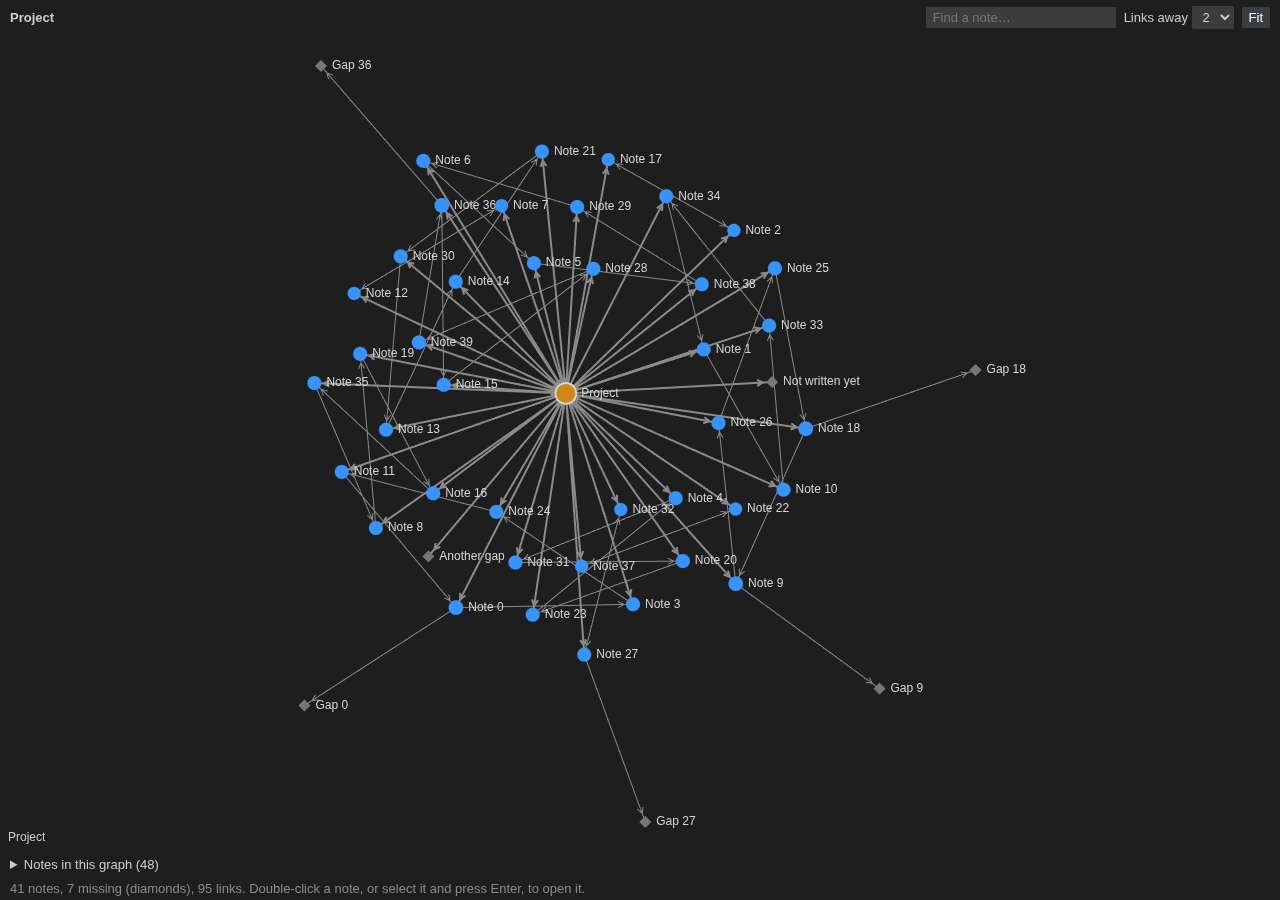 Project
Find a note…
Links away 2 Fit
Gap 36
Note 6
Note 21
Note 17
Note 34
Note 36
Note 7
Note 29
Note 2
Note 30
Note 5
Note 28
Note 25
Note 14
Note 38
Note 12
Note 33
Note 39
Note 1
Note 19
Gap 18
Note 35
Note 15
Not written yet
Project
Note 26
Note 13
Note 18
Note 11
Note 16
Note 10
Note 4
Note 24
Note 32
Note 22
Note 8
Another gap
Note 31
Note 37
Note 20
Note 9
Note 0
Note 23
Note 3
Note 27
Gap 9
Gap 0
Gap 27
Project
Notes in this graph (48)
41 notes, 7 missing (diamonds), 95 links. Double-click a note, or select it and press Enter, to open it.